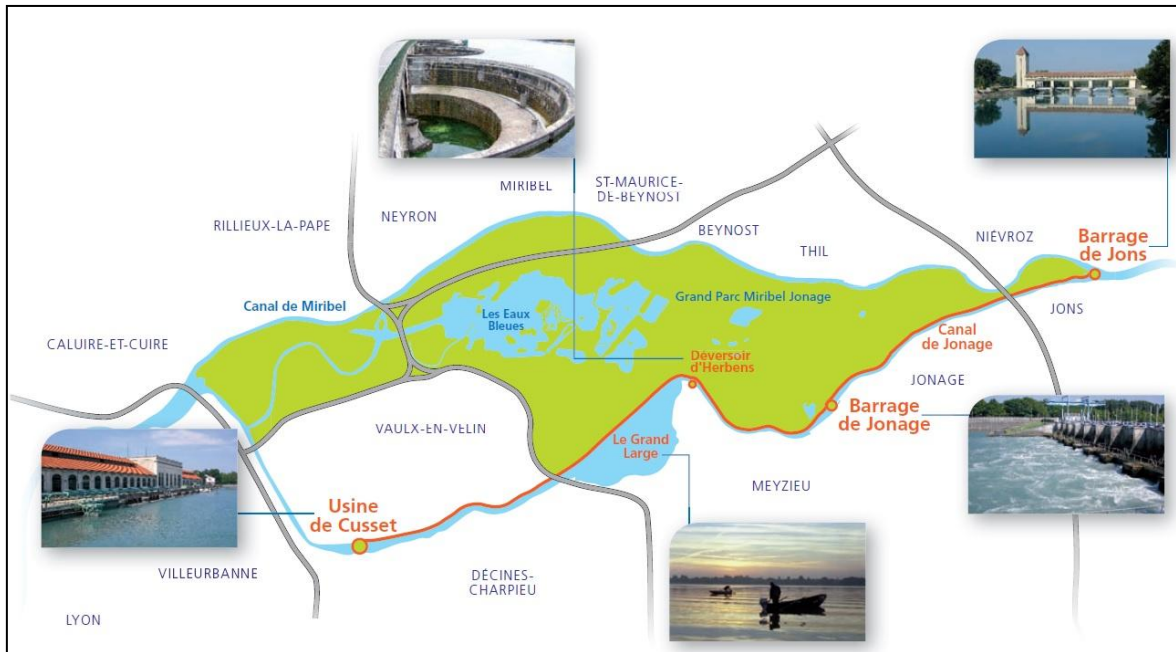 MIRIBEL
ST-MAURICE-
DE-BEYNOST
NEYRON
RILLIEUX-LA-PAPE
BEYNOST
THIL
NIÉVROZ
Barrage
de Jons
JONS
Canal de Miribel
Les Eaux
Bleues
Grand Parc Miribel Jonage
Canal
de Jonage
CALUIRE-ET-CUIRE
Déversoir
d'Herbens
JONAGE
Barrage
de Jonage
VAULX-EN-VELIN
Le Grand
Large
MEYZIEU
Usine
de Cusset
VILLEURBANNE
DÉCINES-
CHARPIEU
LYON